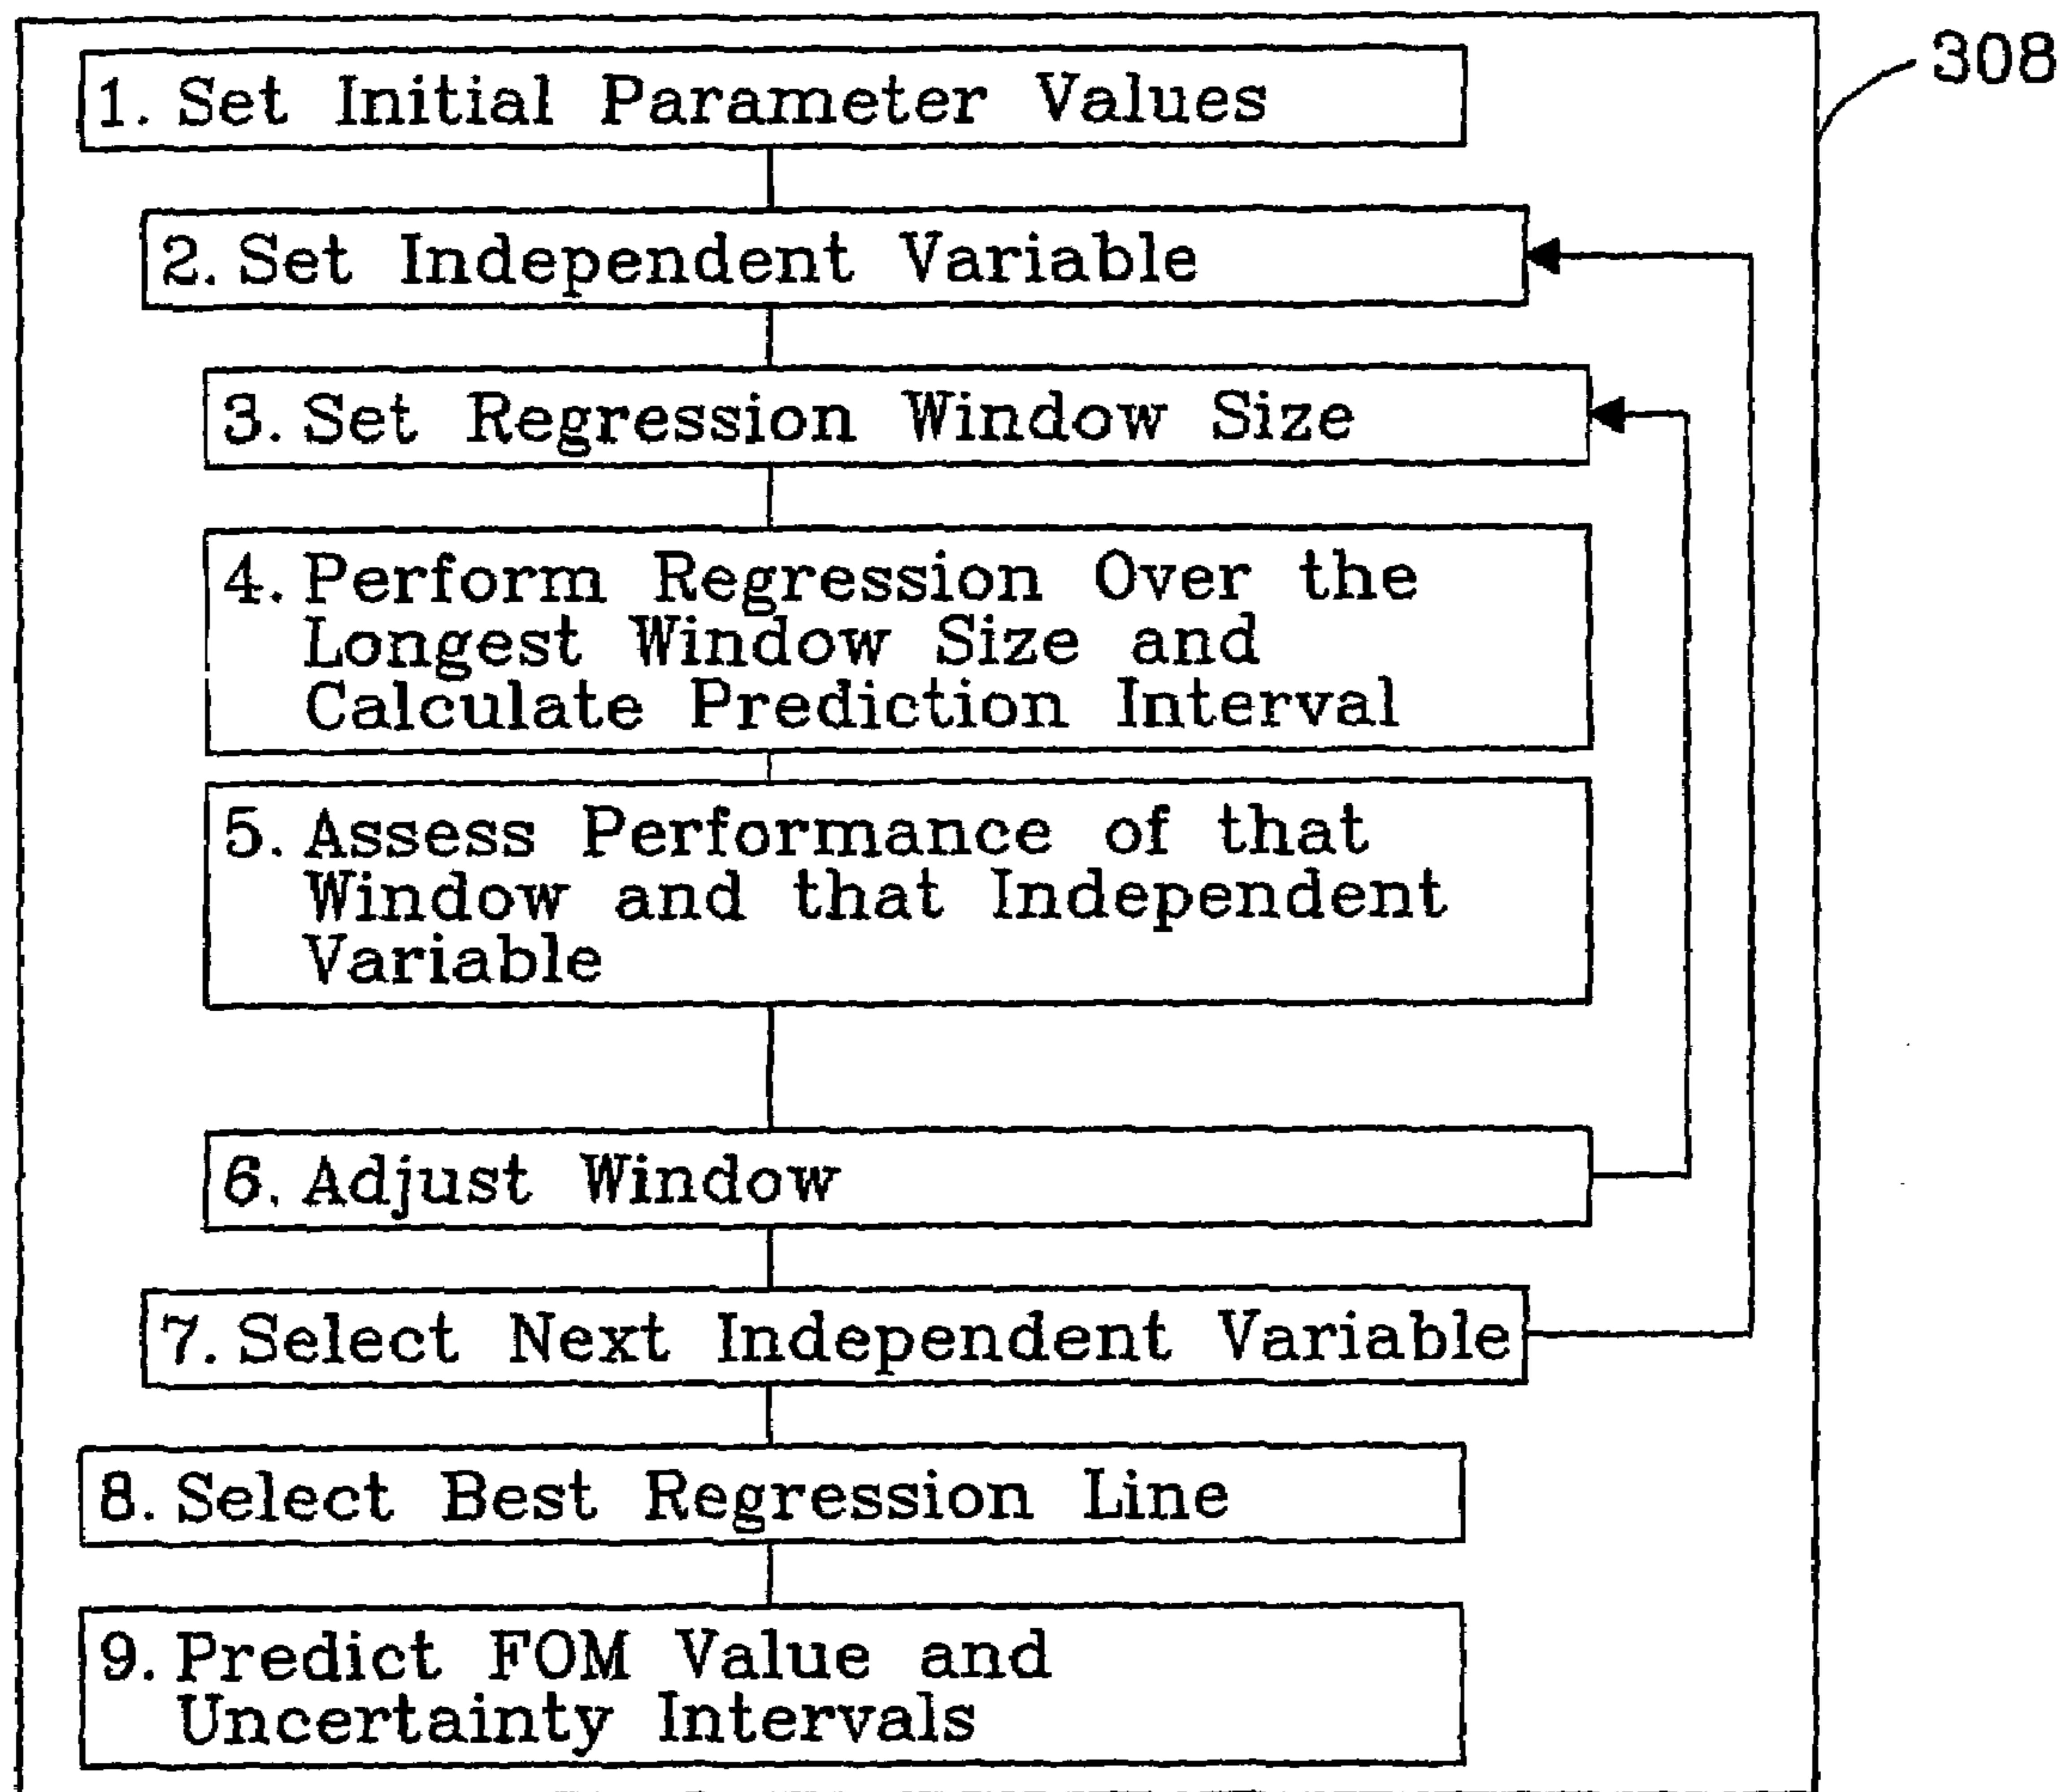 308
1. Set Initial Parameter Values
2. Set Independent Variable
3. Set Regression Window Size
4. Perform Regression Over the
Longest Window Size and
Calculate Prediction Interval
5. Assess Performance of that
Window and that Independent
Variable
6. Adjust Window
7. Select Next Independent Variable
8. Select Best Regression Line
9. Predict FOM Value and
Uncertainty Intervals